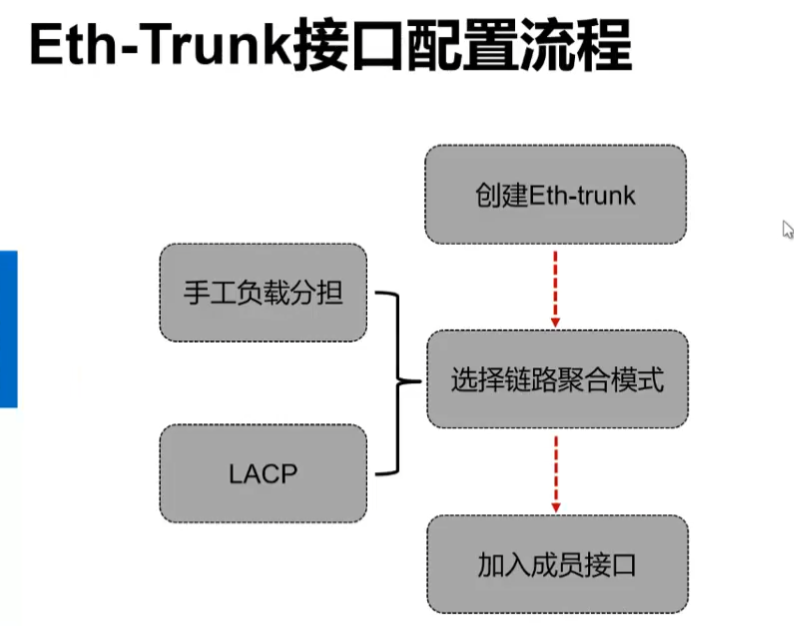 Eth-Trunk接口配置流程
创建Eth-trunk
手工负载分担
选择链路聚合模式
LACP
加入成员接口